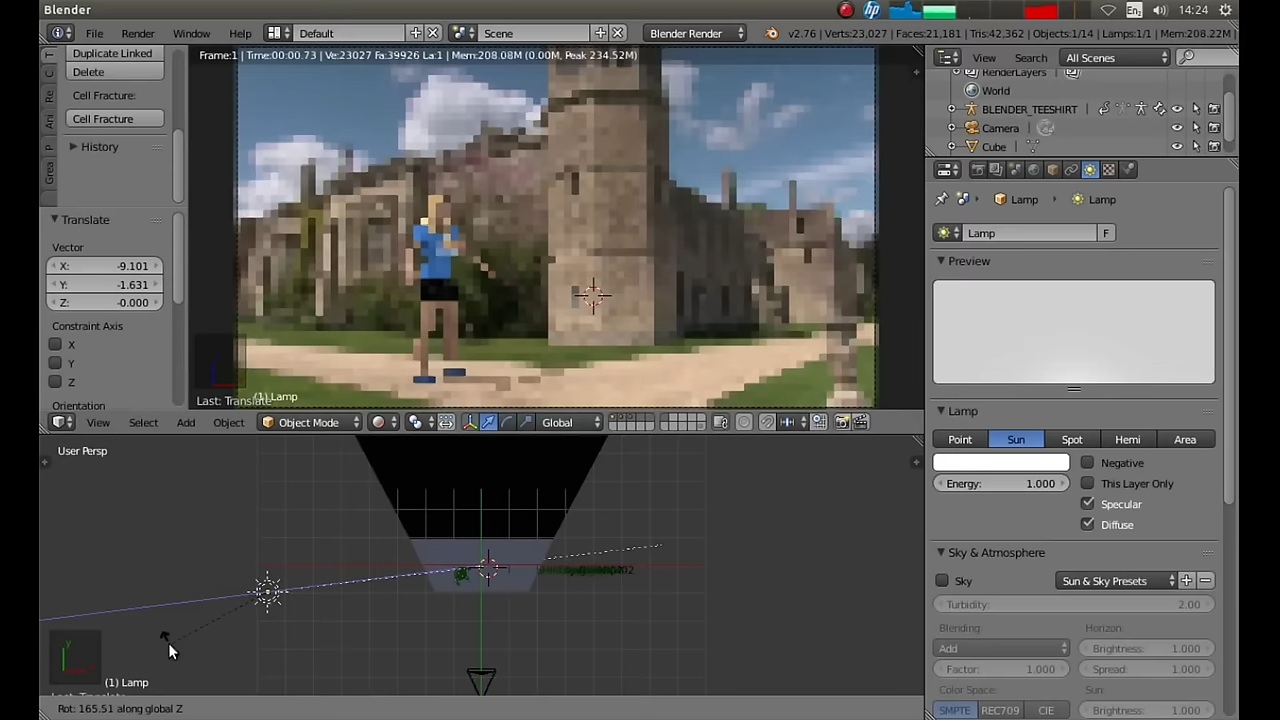 Blender
En2 14:24
File Render Window Help Default Scene Blender Render v2.76 | Verts:23,027 | Faces:21,181 | Tris:42,362 | Objects:1/14 | Lamps:1/1 | Mem:208.22M
Duplicate Linked
Delete
Cell Fracture:
Cell Fracture
History
T
C
Re
Ani
P
Grea
Frame:1 | Time:00:00.73 | Ve:23027 Fa:39926 La:1 | Mem:208.08M (0.00M, Peak 234.52M)
View Search All Scenes
RenderLayers
World
BLENDER_TEESHIRT
Camera
Cube
Translate
Vector
X: -9.101
Y: -1.631
Z: -0.000
Constraint Axis
X
Y
Z
Orientation
Last: Translate
(1) Lamp
View Select Add Object Object Mode Global
User Persp
y
(1) Lamp
Last: Translate
Rot: 165.51 along global Z
Lamp Lamp
Lamp F
Preview
Lamp
Point Sun Spot Hemi Area
Negative
Energy: 1.000 This Layer Only
Specular
Diffuse
Sky & Atmosphere
Sky Sun & Sky Presets
Turbidity: 2.00
Blending: Horizon:
Add Brightness: 1.000
Factor: 1.000 Spread: 1.000
Color Space: Sun:
SMPTE REC709 CIE Brightness: 1.000